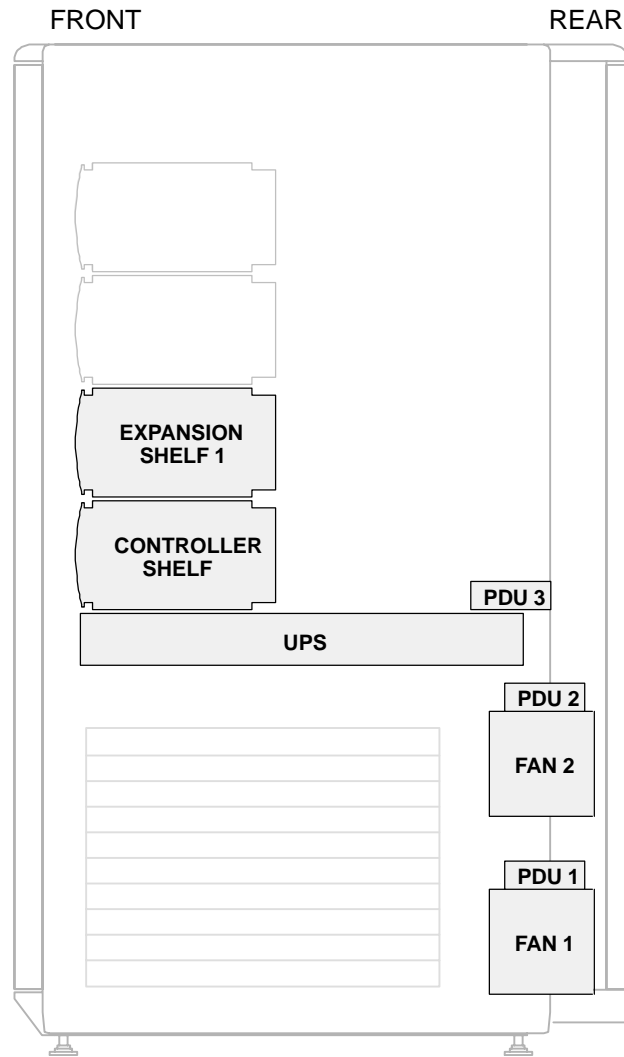 FRONT
REAR
EXPANSION
SHELF 1
CONTROLLER
SHELF
PDU 3
UPS
PDU 2
FAN 2
PDU 1
FAN 1